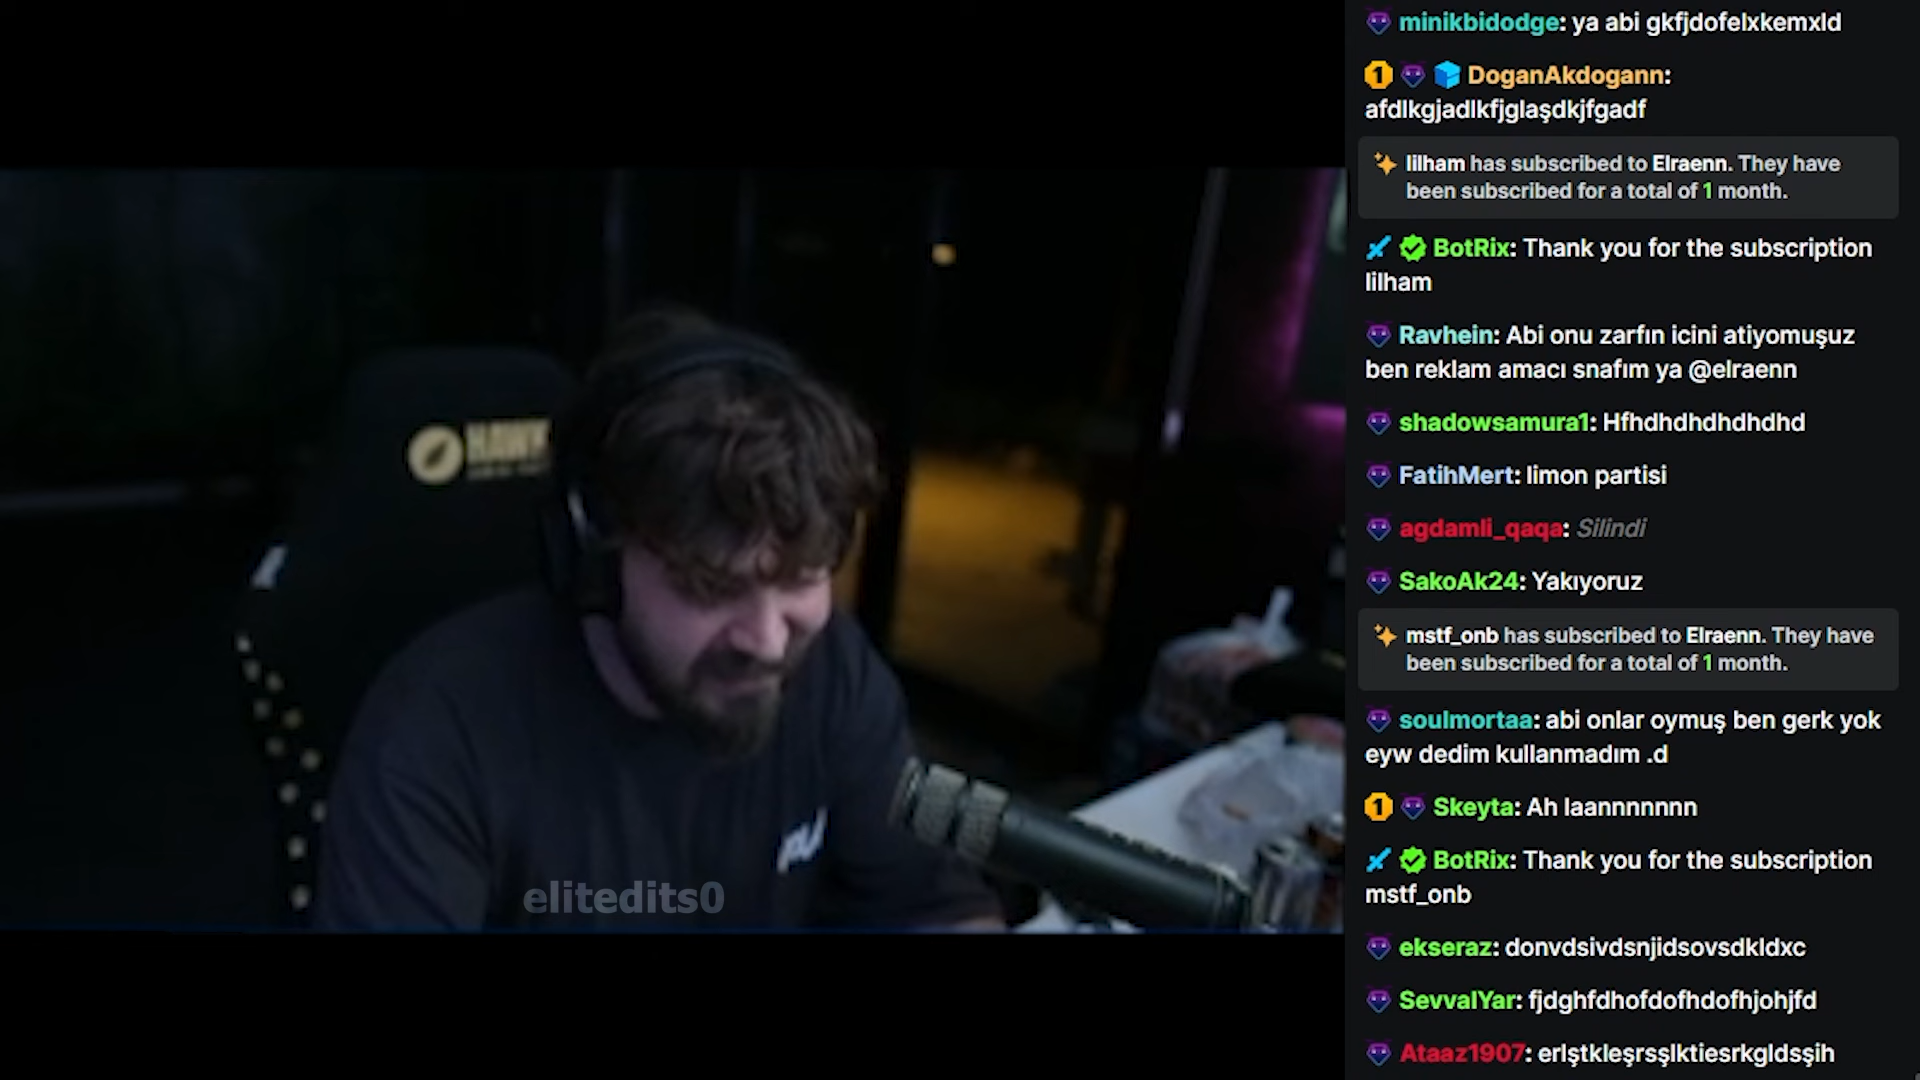 HAWK
elitedits0
minikbidodge: ya abi gkfjdofelxkemxld
1 DoganAkdogann:
afdlkgjadlkfjglaşdkjfgadf
lilham has subscribed to Elraenn. They have
been subscribed for a total of 1 month.
BotRix: Thank you for the subscription
lilham
Ravhein: Abi onu zarfın icini atiyomuşuz
ben reklam amacı snafım ya @elraenn
shadowsamura1: Hfhdhdhdhdhdhd
FatihMert: limon partisi
agdamli_qaqa: Silindi
SakoAk24: Yakıyoruz
mstf_onb has subscribed to Elraenn. They have
been subscribed for a total of 1 month.
soulmortaa: abi onlar oymuş ben gerk yok
eyw dedim kullanmadım .d
1 Skeyta: Ah laannnnnnn
BotRix: Thank you for the subscription
mstf_onb
ekseraz: donvdsivdsnjidsovsdkldxc
SevvalYar: fjdghfdhofdofhdofhjohjfd
Ataaz1907: erlştkleşrsşlktiesrkgldsşih